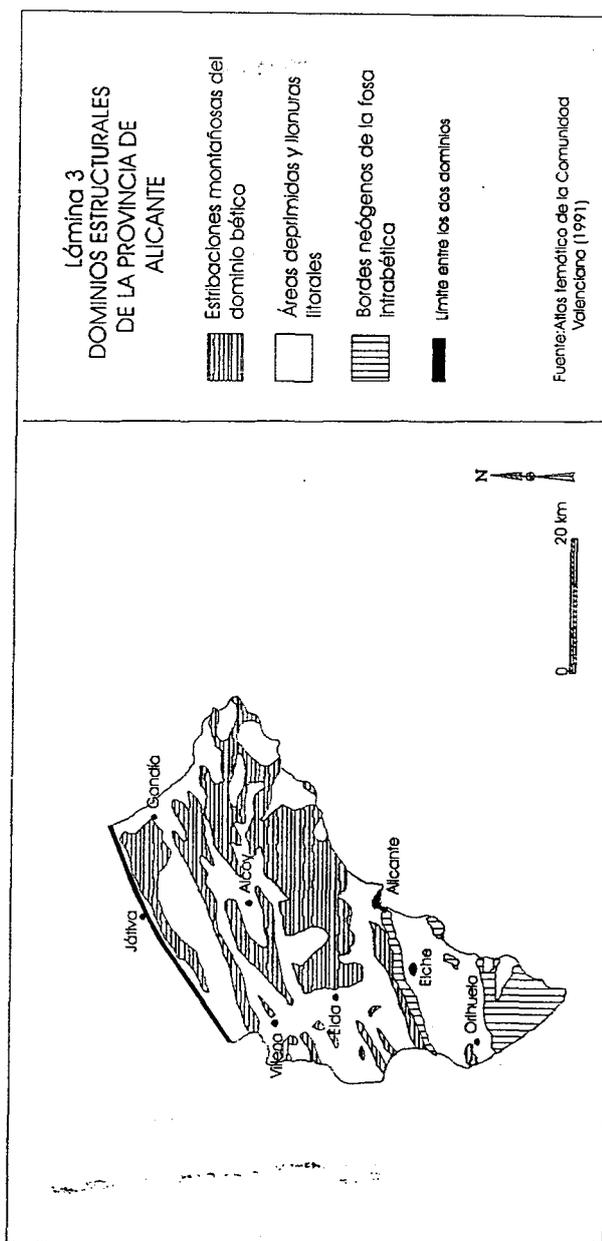 Lámina 3
DOMINIOS ESTRUCTURALES
DE LA PROVINCIA DE
ALICANTE
Estribaciones montañosas del
dominio bético
Áreas deprimidas y llanuras
litorales
Bordes neógenos de la fosa
intrabética
Límite entre los dos dominios
Fuente:Atlas temático de la Comunidad
Valenciana (1991)
Játiva
Gandía
Alcoy
Villena
Elda
Alicante
Elche
Orihuela
N
0
20 km